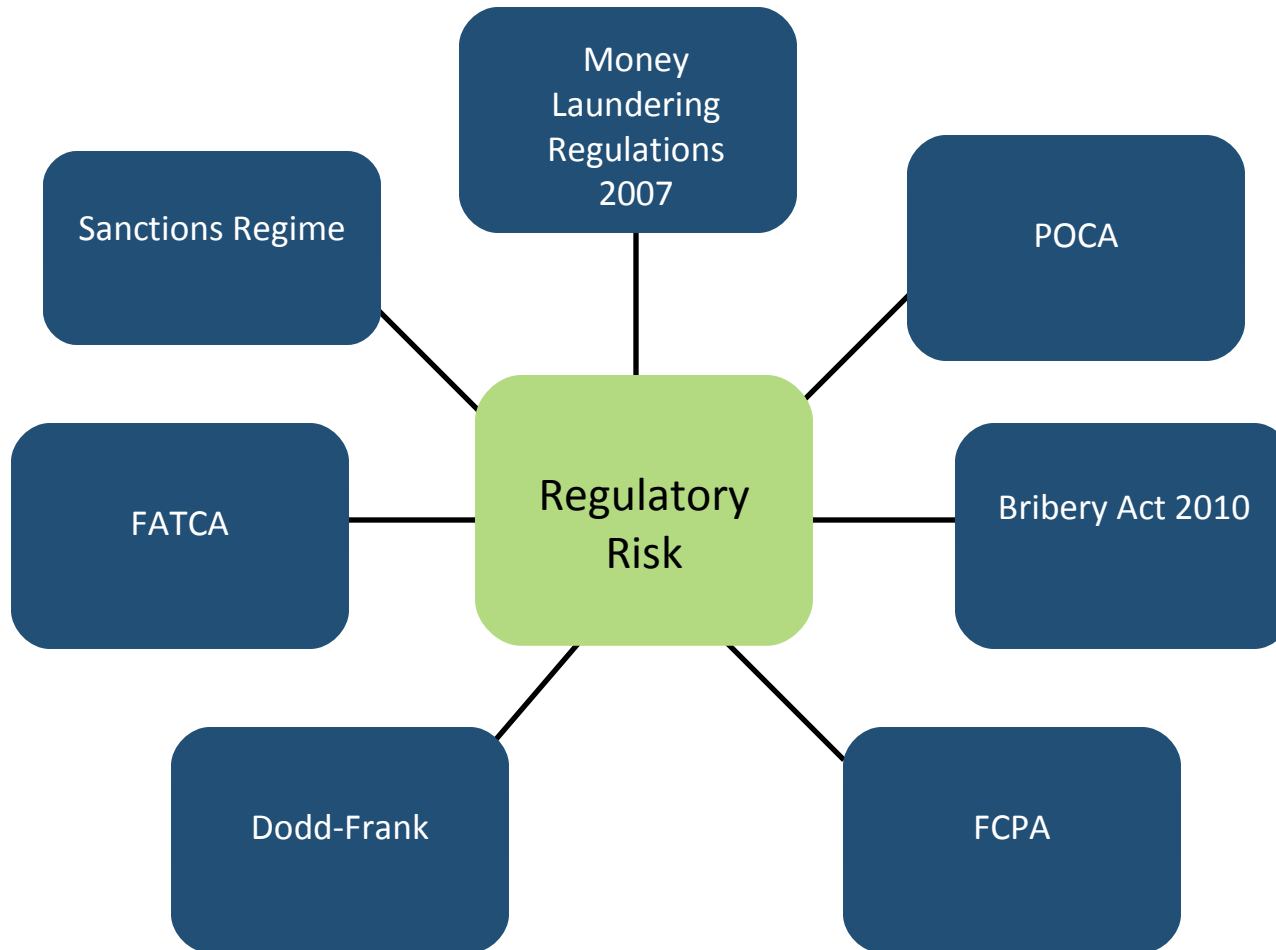 Money
Laundering
Regulations
2007
Sanctions Regime
POCA
Regulatory
Risk
FATCA
Bribery Act 2010
Dodd-Frank
FCPA